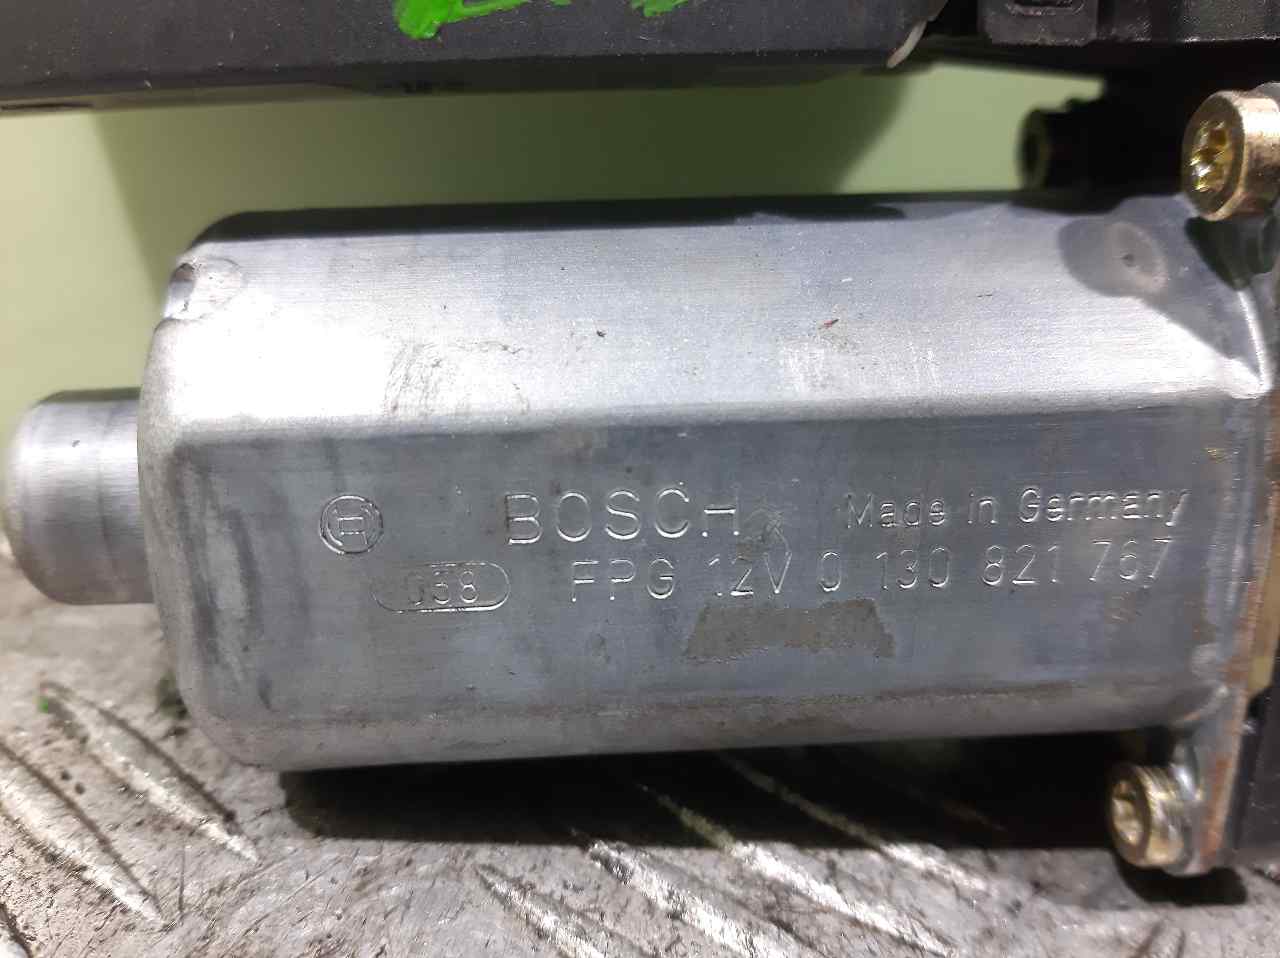 BOSCH Made in Germany
038 FPG 12V 0 130 821 767